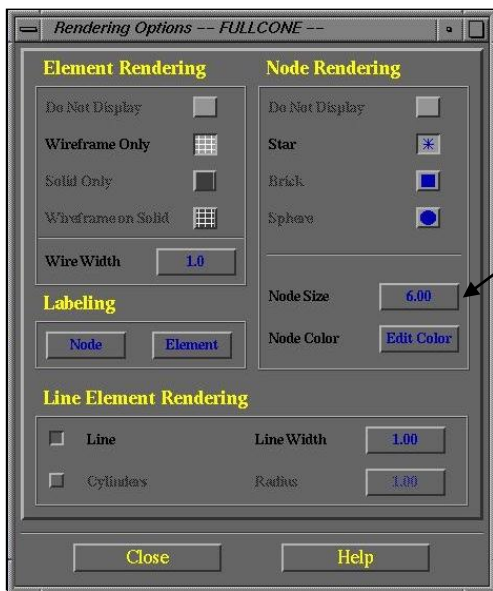 Rendering Options -- FULLCONE --
Element Rendering
Do Not Display
Wireframe Only
Solid Only
Wireframe on Solid
Wire Width 1.0
Node Rendering
Do Not Display
Star
Brick
Sphere
Node Size 6.00
Node Color Edit Color
Labeling
Node Element
Line Element Rendering
Line Line Width 1.00
Cylinders Radius 1.00
Close Help